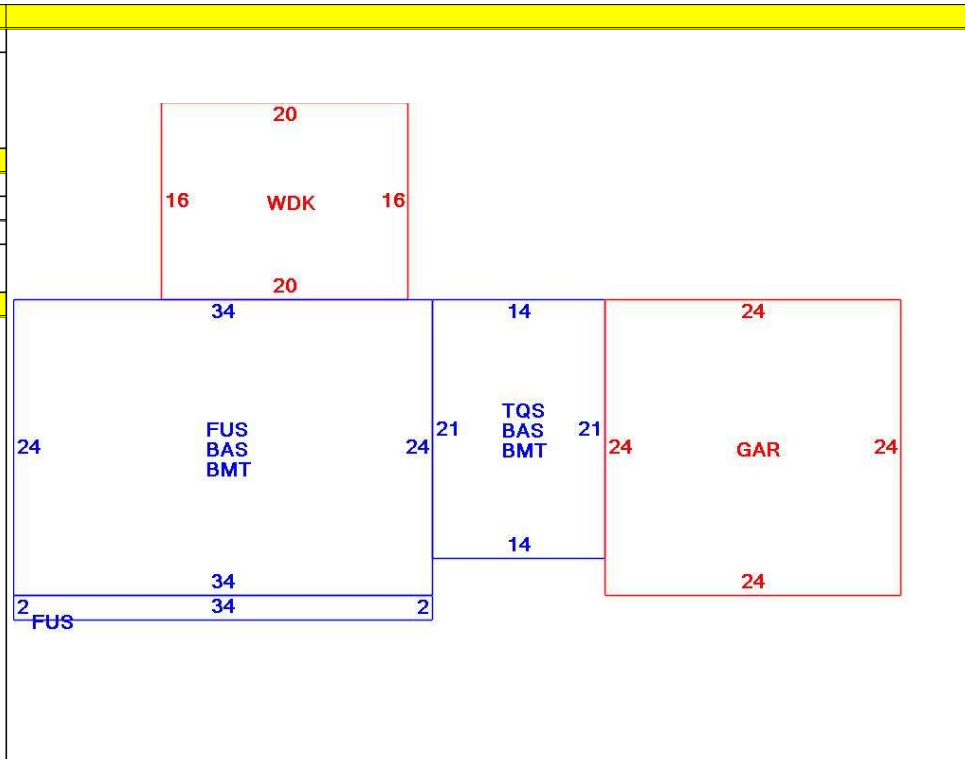 20
16 WDK 16
20
34 14 24
24 FUS BAS BMT 24
21 TQS BAS BMT 21
24 GAR 24
14
34 24
2 34 2
FUS